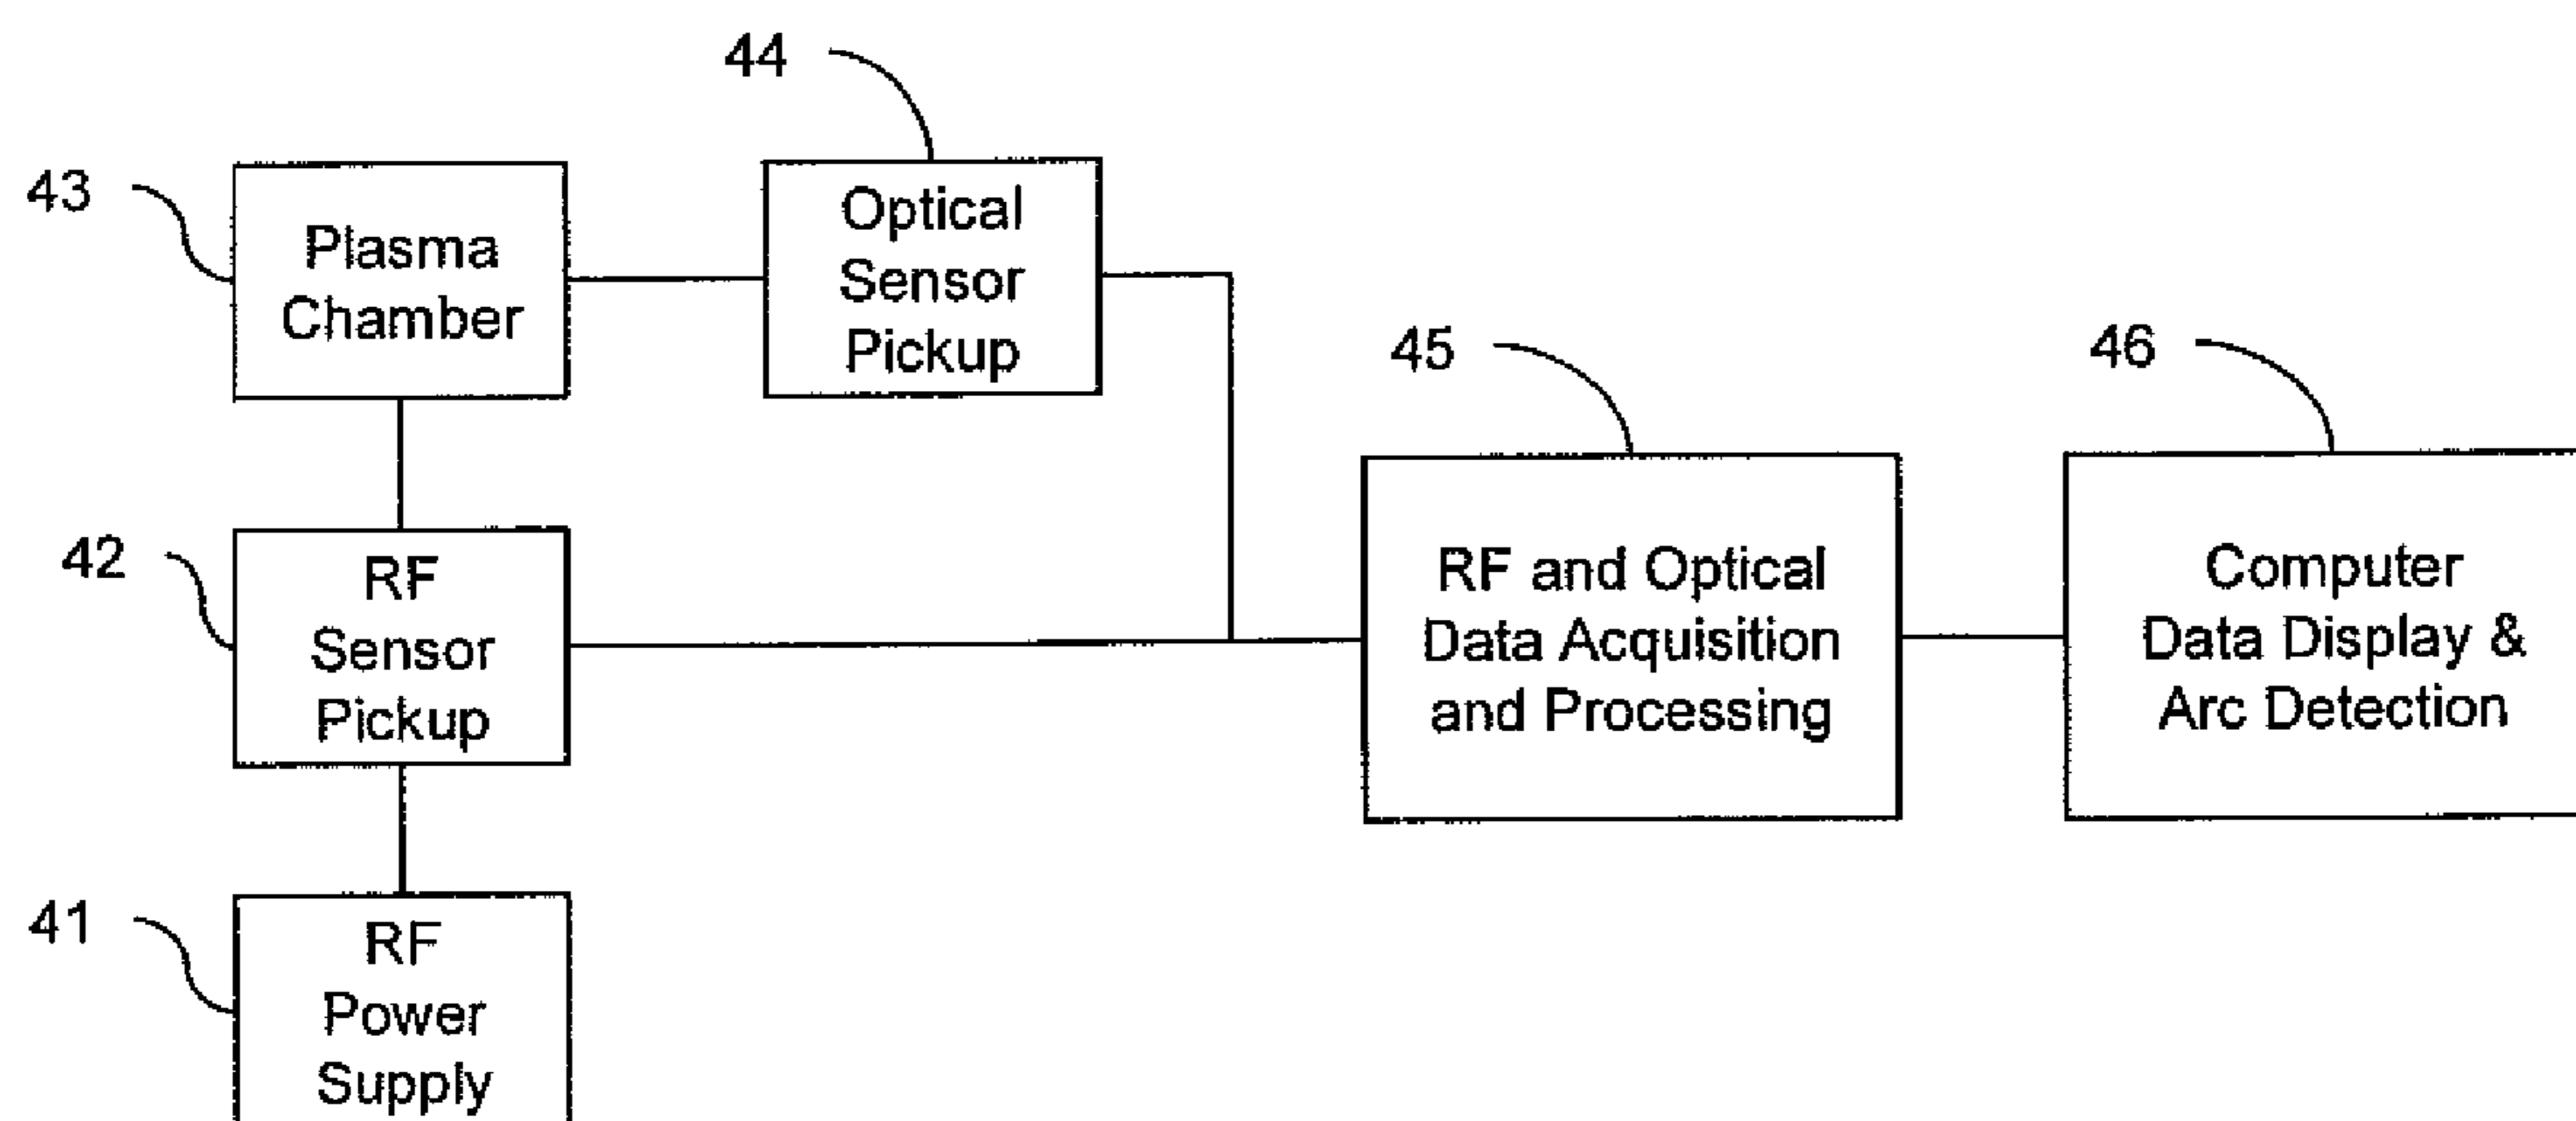 44
43
Plasma
Chamber
Optical
Sensor
Pickup
45
46
42
RF
Sensor
Pickup
RF and Optical
Data Acquisition
and Processing
Computer
Data Display &
Arc Detection
41
RF
Power
Supply